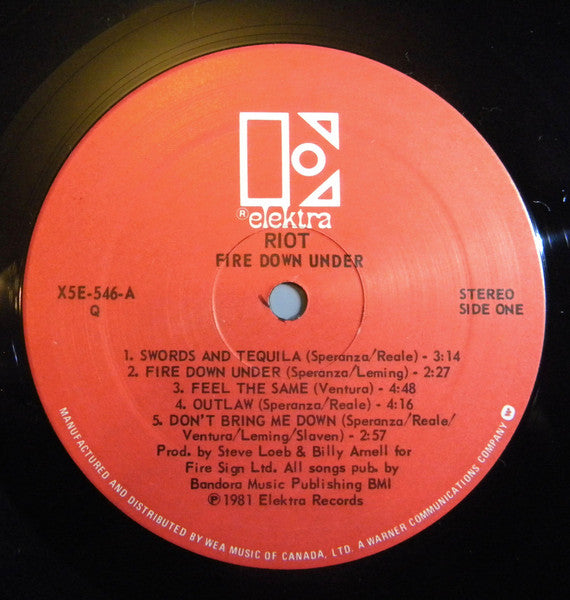 ® elektra
RIOT
FIRE DOWN UNDER
X5E-546-A
Q
STEREO
SIDE ONE
1. SWORDS AND TEQUILA (Speranza/Reale) - 3:14
2. FIRE DOWN UNDER (Speranza/Leming) - 2:27
3. FEEL THE SAME (Ventura) - 4:48
4. OUTLAW (Speranza/Reale) - 4:16
5. DON'T BRING ME DOWN (Speranza/Reale/
Ventura/Leming/Slaven) - 2:57
Prod. by Steve Loeb & Billy Arnell for
Fire Sign Ltd. All songs pub. by
Bandora Music Publishing BMI
℗1981 Elektra Records
MANUFACTURED AND DISTRIBUTED BY WEA MUSIC OF CANADA, LTD. A WARNER COMMUNICATIONS COMPANY